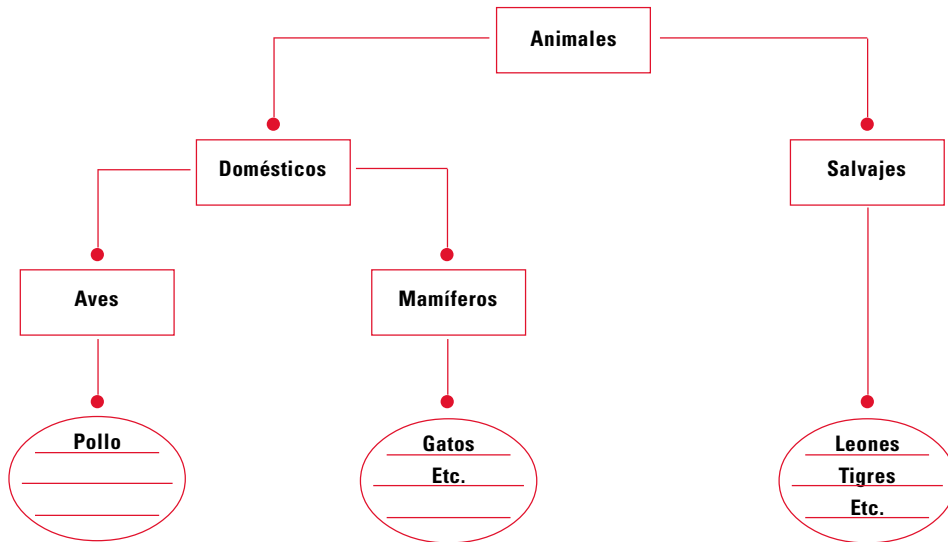 Animales
Domésticos
Salvajes
Aves
Mamíferos
Pollo
Gatos
Etc.
Leones
Tigres
Etc.